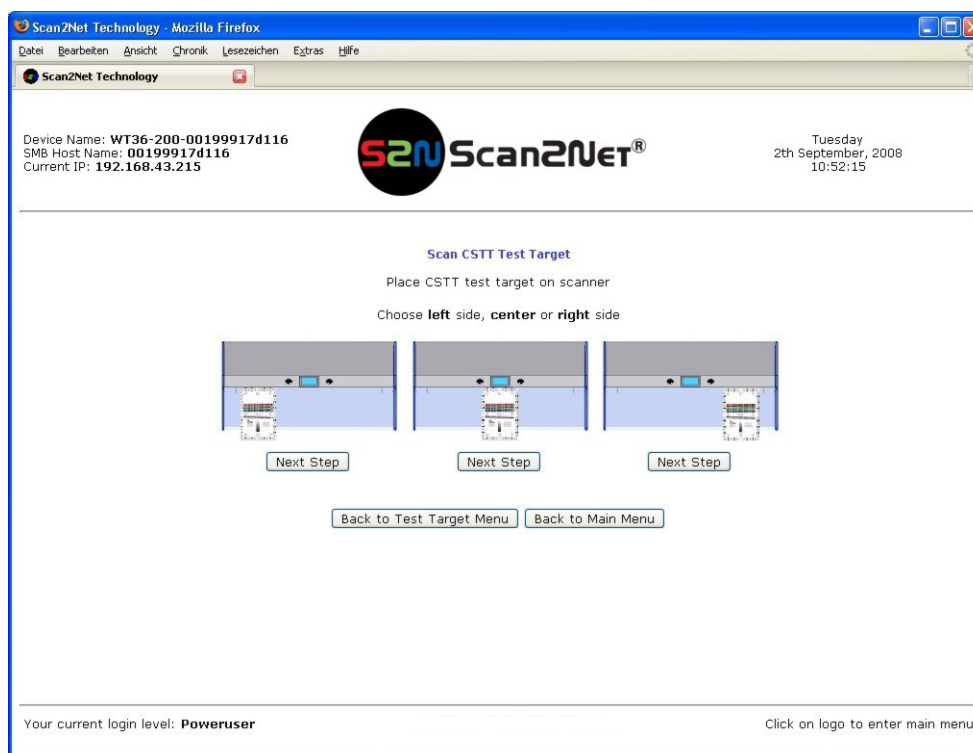 Scan2Net Technology - Mozilla Firefox
Datei Bearbeiten Ansicht Chronik Lesezeichen Extras Hilfe
Scan2Net Technology
Device Name: WT36-200-00199917d116
SMB Host Name: 00199917d116
Current IP: 192.168.43.215
S2N Scan2Net®
Tuesday
2th September, 2008
10:52:15
Scan CSTT Test Target
Place CSTT test target on scanner
Choose left side, center or right side
Next Step Next Step Next Step
Back to Test Target Menu Back to Main Menu
Your current login level: Poweruser
Click on logo to enter main menu